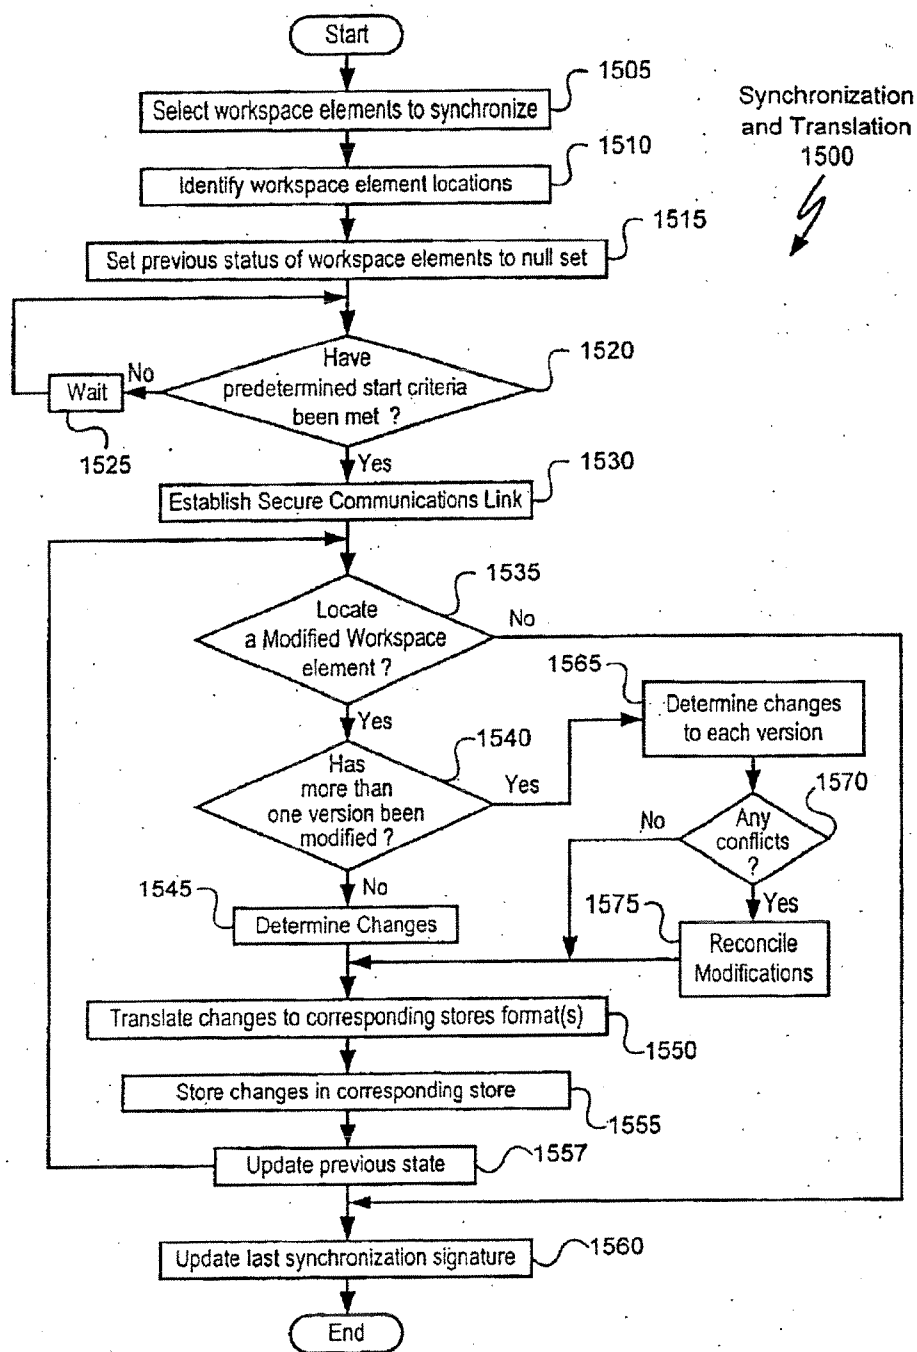 Start
1505
Select workspace elements to synchronize
Synchronization
and Translation
1500
1510
Identify workspace element locations
1515
Set previous status of workspace elements to null set
1520
Have
predetermined start criteria
been met ?
No
Wait
1525
Yes
1530
Establish Secure Communications Link
1535
Locate
a Modified Workspace
element ?
No
Yes
1565
Determine changes
to each version
1540
Has
more than
one version been
modified ?
Yes
1570
Any
conflicts
?
No
No
1545
Determine Changes
Yes
1575
Reconcile
Modifications
Translate changes to corresponding stores format(s)
1550
Store changes in corresponding store
1555
Update previous state
1557
Update last synchronization signature
1560
End